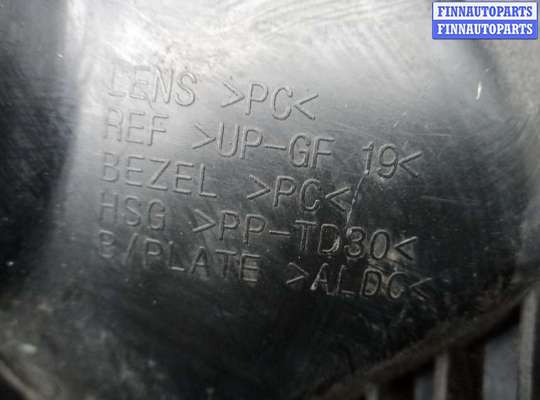 FINNAUTOPARTS
FINNAUTOPARTS
LENS >PC<
REF >UP-GF 19<
BEZEL >PC<
HSG >PP-TD30<
B/PLATE >ALDC<